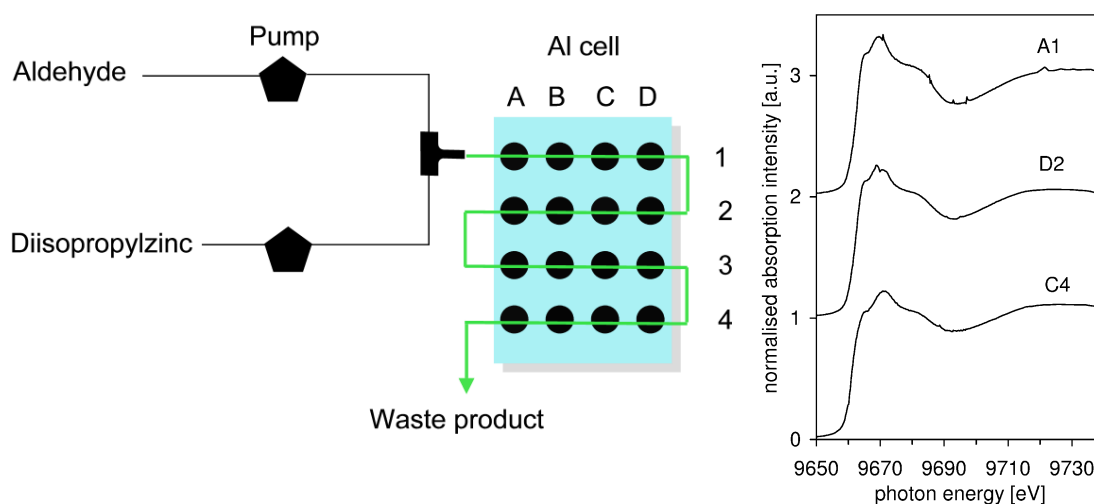 Pump
Aldehyde
Diisopropylzinc
Al cell
A B C D
1
2
3
4
Waste product
normalised absorption intensity [a.u.]
3
2
1
0
A1
D2
C4
9650 9670 9690 9710 9730
photon energy [eV]